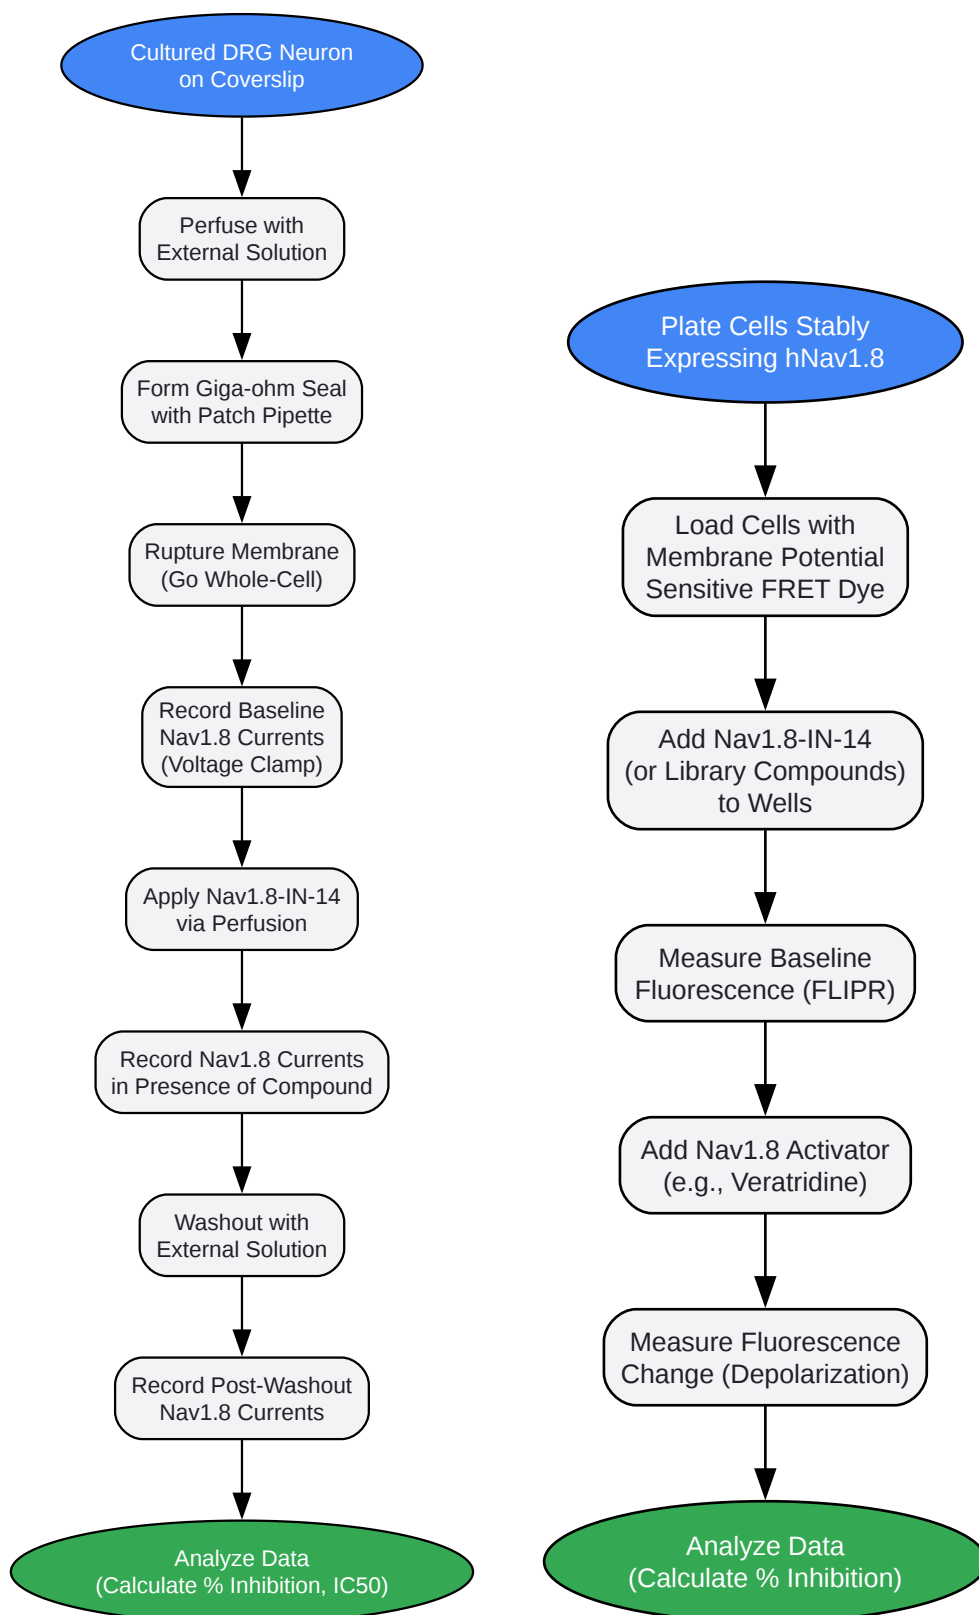 Cultured DRG Neuron
on Coverslip
Perfuse with
External Solution
Form Giga-ohm Seal
with Patch Pipette
Rupture Membrane
(Go Whole-Cell)
Record Baseline
Nav1.8 Currents
(Voltage Clamp)
Apply Nav1.8-IN-14
via Perfusion
Record Nav1.8 Currents
in Presence of Compound
Washout with
External Solution
Record Post-Washout
Nav1.8 Currents
Analyze Data
(Calculate % Inhibition, IC50)
Plate Cells Stably
Expressing hNav1.8
Load Cells with
Membrane Potential
Sensitive FRET Dye
Add Nav1.8-IN-14
(or Library Compounds)
to Wells
Measure Baseline
Fluorescence (FLIPR)
Add Nav1.8 Activator
(e.g., Veratridine)
Measure Fluorescence
Change (Depolarization)
Analyze Data
(Calculate % Inhibition)